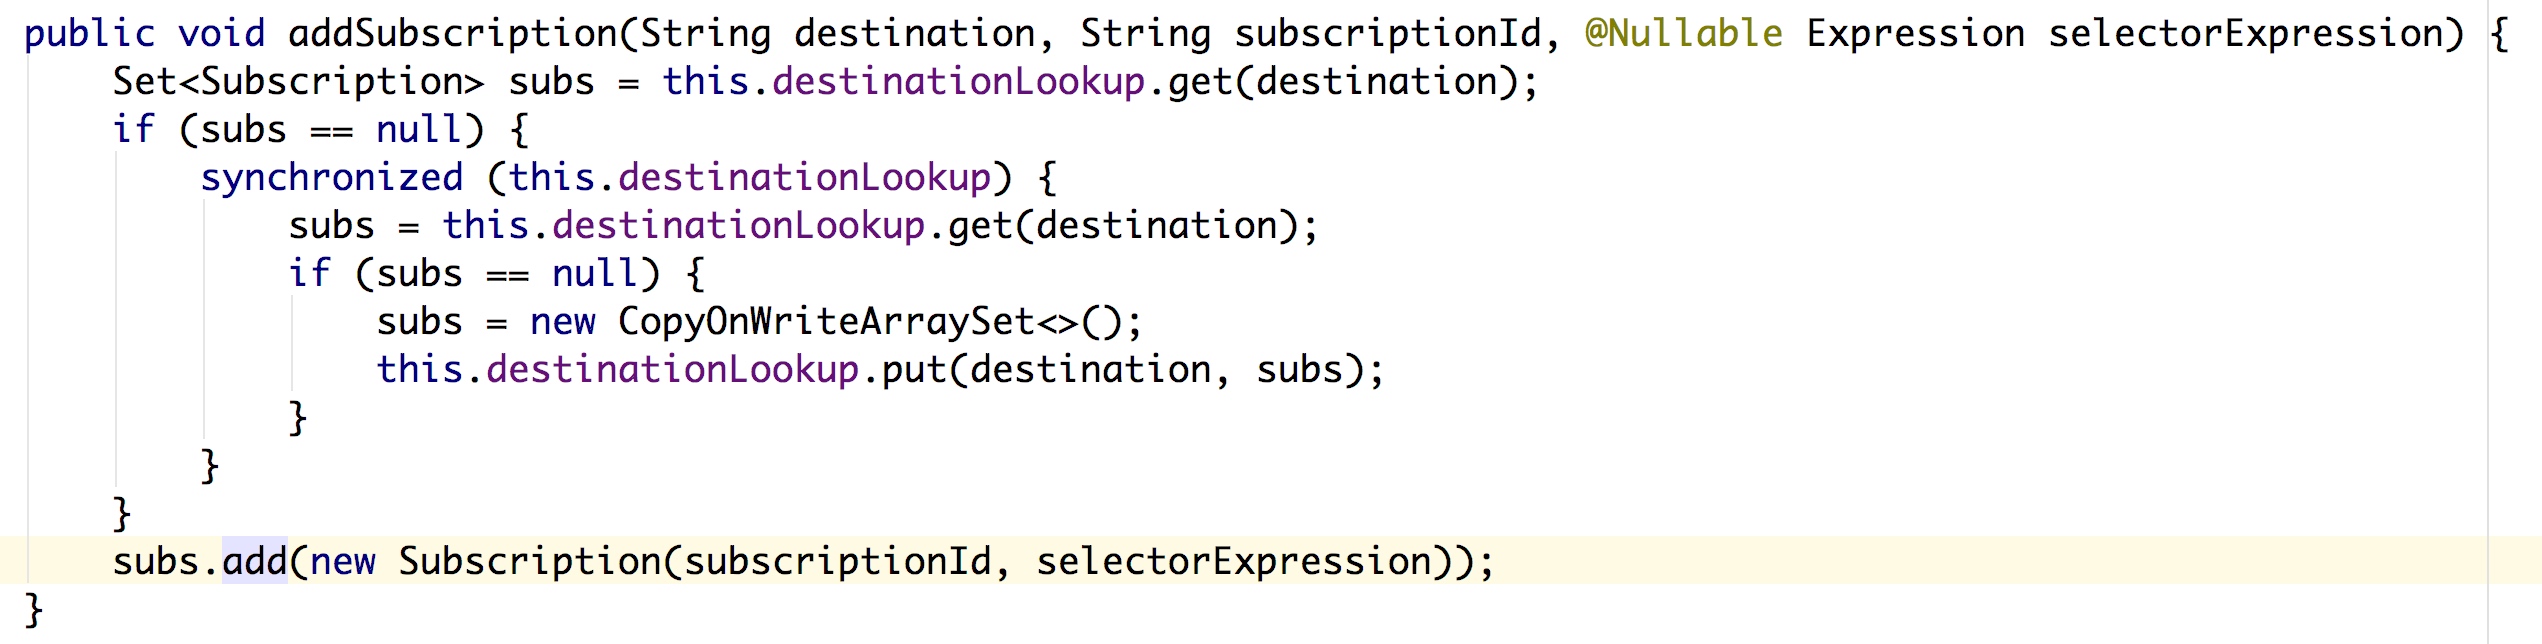 public void addSubscription(String destination, String subscriptionId, @Nullable Expression selectorExpression) {
    Set<Subscription> subs = this.destinationLookup.get(destination);
    if (subs == null) {
        synchronized (this.destinationLookup) {
            subs = this.destinationLookup.get(destination);
            if (subs == null) {
                subs = new CopyOnWriteArraySet<>();
                this.destinationLookup.put(destination, subs);
            }
        }
    }
    subs.add(new Subscription(subscriptionId, selectorExpression));
}